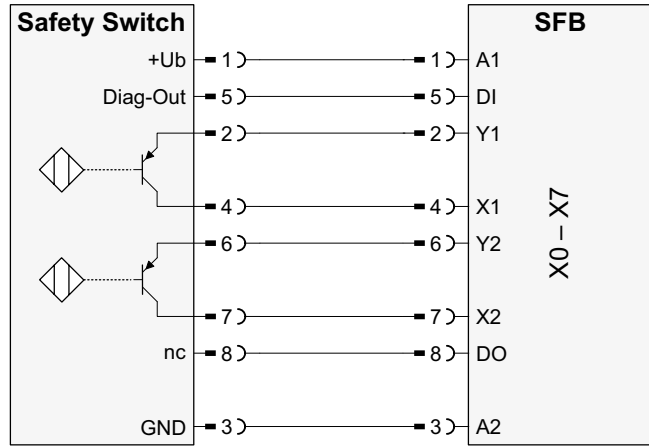 Safety Switch SFB
+Ub 1 1 A1
Diag-Out 5 5 DI
2 2 Y1
4 4 X1
6 6 Y2
7 7 X2
nc 8 8 DO
GND 3 3 A2
X0 – X7